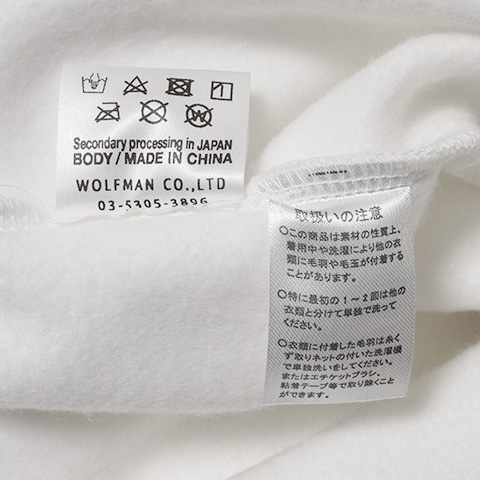 Secondary processing in JAPAN
BODY / MADE IN CHINA
WOLFMAN CO.,LTD
03-5305-3896
取扱いの注意
○この商品は素材の性質上、
着用中や洗濯により他の衣
類に毛羽や毛玉が付着する
ことがあります。
○特に最初の1〜2回は他の
衣類と分けて単独で洗って
ください。
○衣類に付着した毛羽は糸く
ず取りネットの付いた洗濯機
で単独洗いをしてください。
またはエチケットブラシ、
粘着テープ等で取り除くこと
ができます。